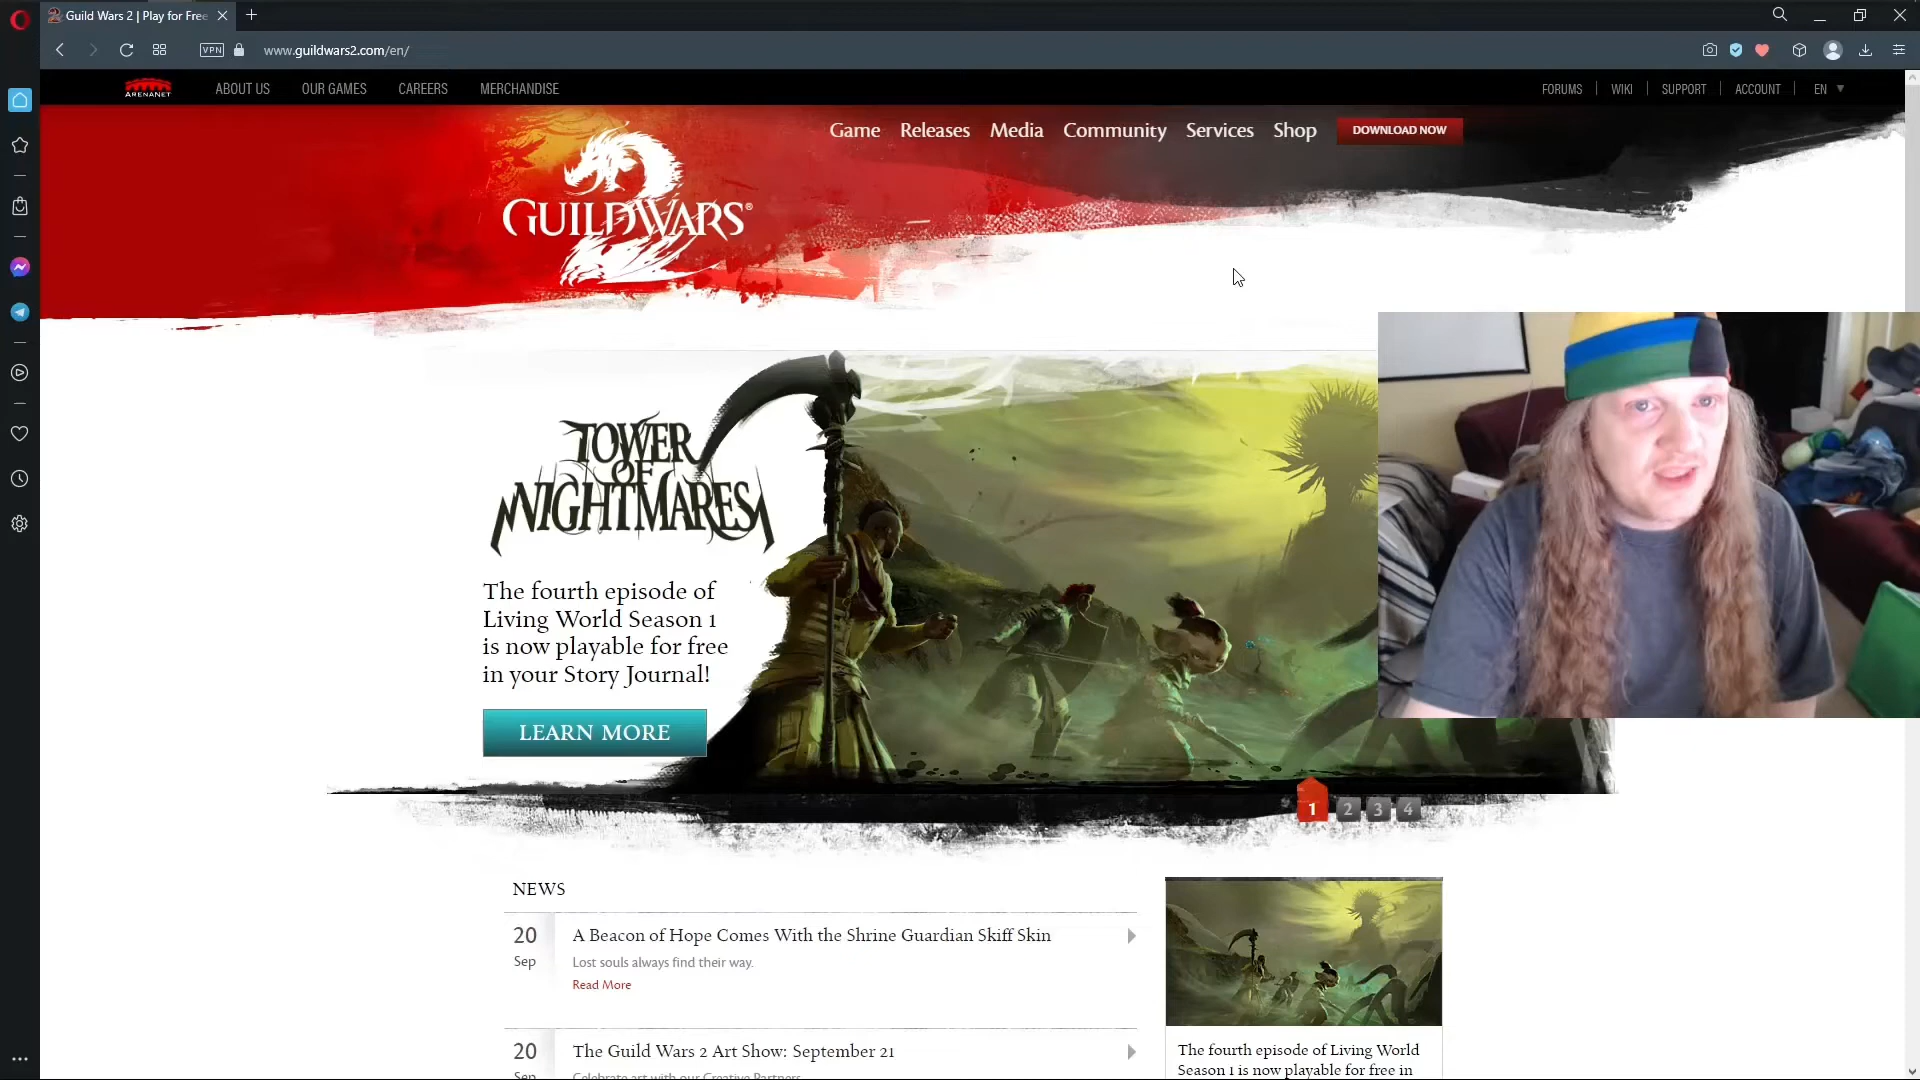 Guild Wars 2 | Play for Free
VPN
www.guildwars2.com/en/
ARENANET
ABOUT US
OUR GAMES
CAREERS
MERCHANDISE
FORUMS
WIKI
SUPPORT
ACCOUNT
EN
Game
Releases
Media
Community
Services
Shop
DOWNLOAD NOW
GUILD WARS®
2
TOWER
OF
NIGHTMARES
The fourth episode of
Living World Season 1
is now playable for free
in your Story Journal!
LEARN MORE
1
2
3
4
NEWS
20
Sep
A Beacon of Hope Comes With the Shrine Guardian Skiff Skin
Lost souls always find their way.
Read More
20
Sep
The Guild Wars 2 Art Show: September 21
Celebrate art with our Creative Partners
The fourth episode of Living World
Season 1 is now playable for free in